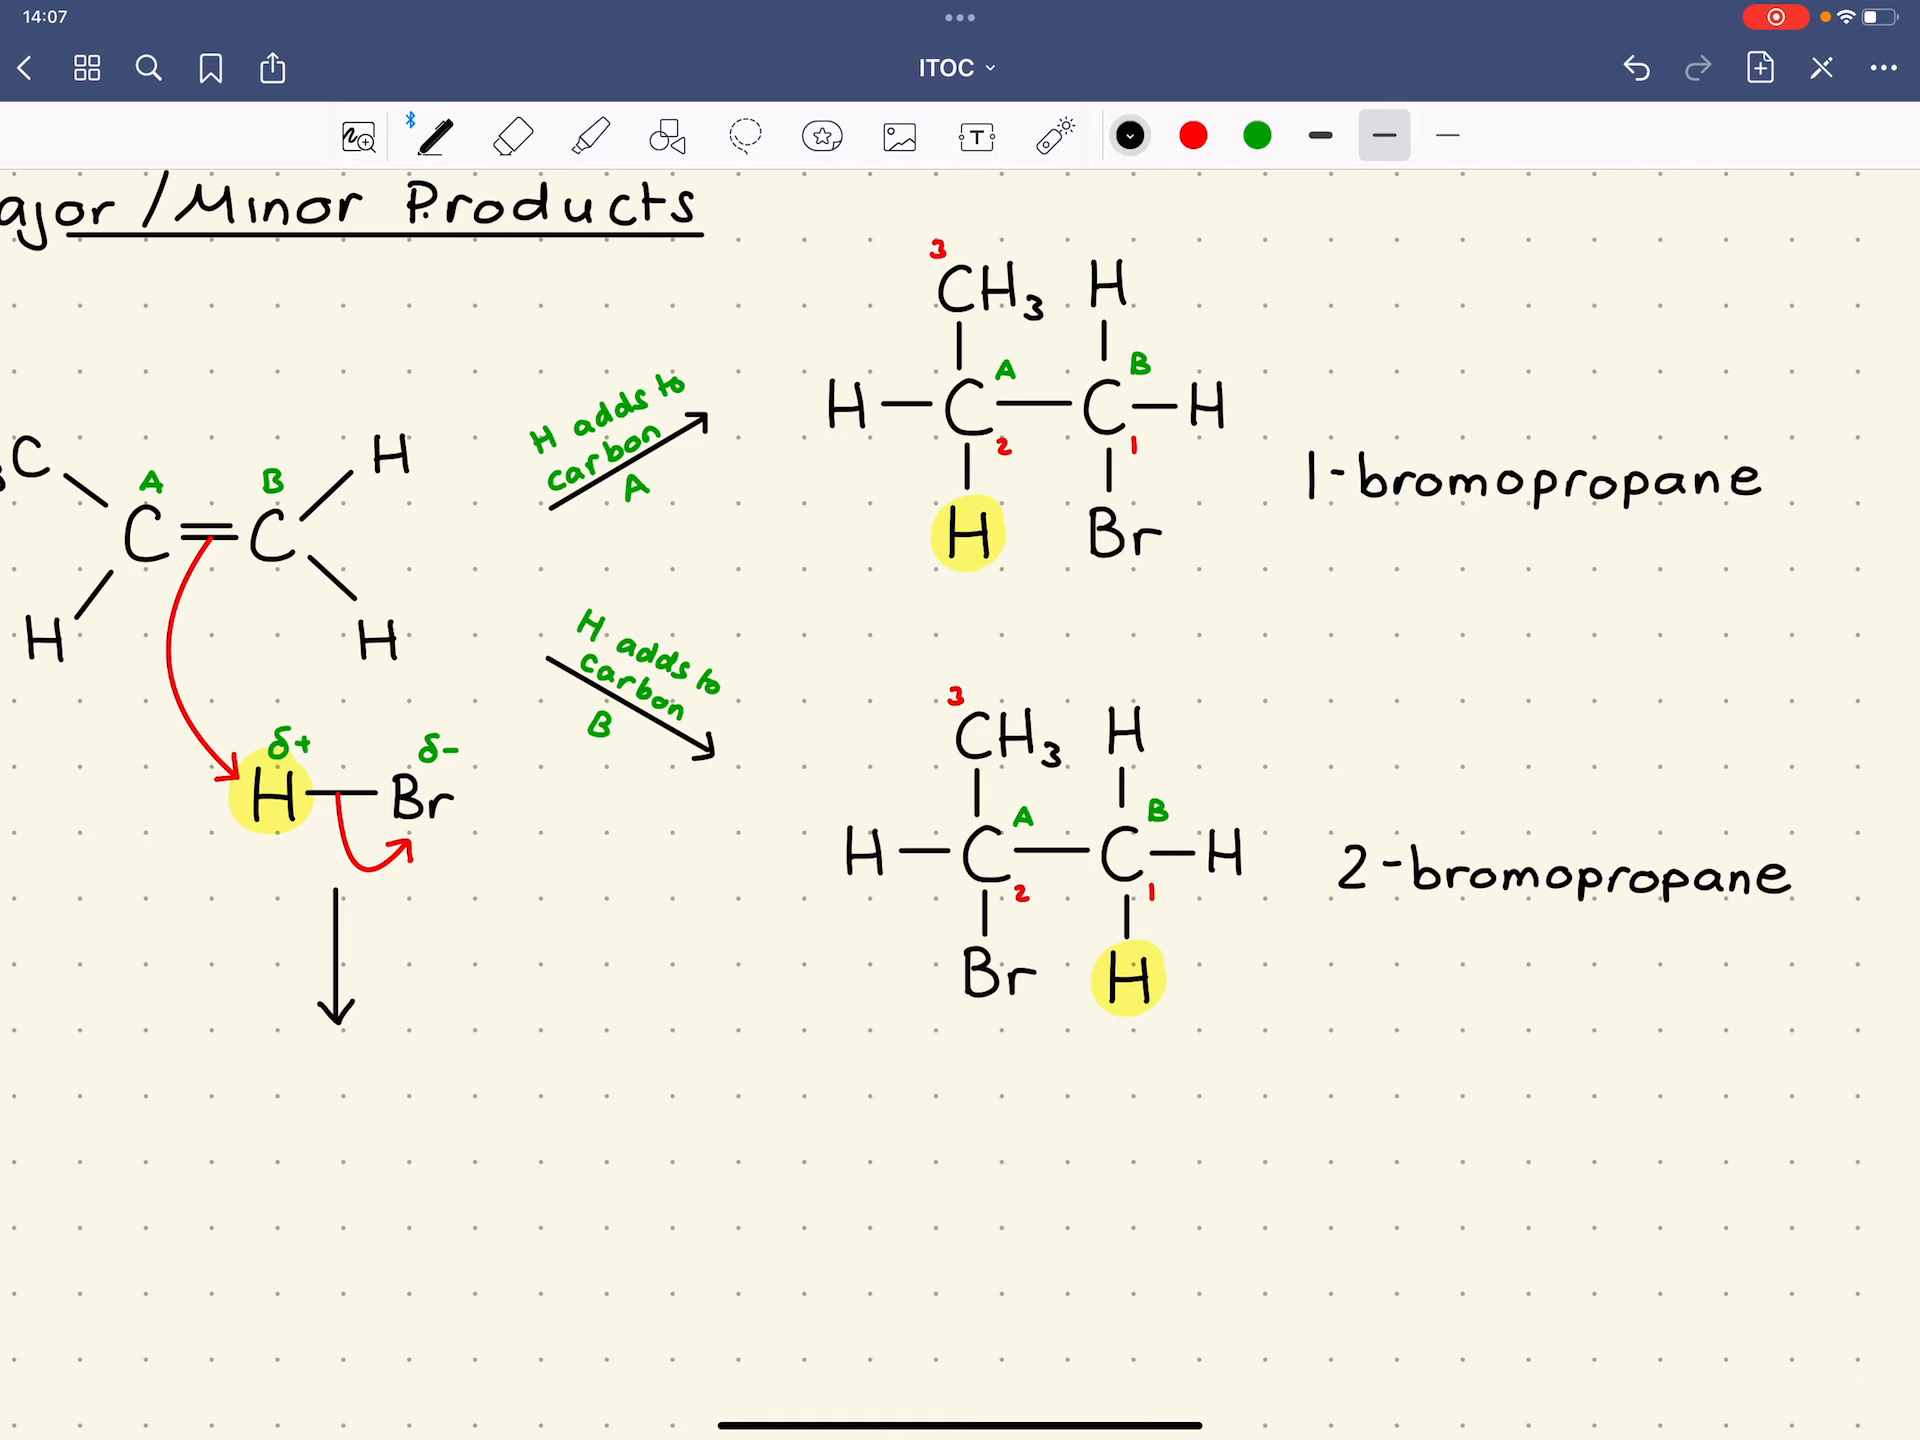 14:07
ITOC
T
ajor/Minor Products
3
CH3 H
A B
H C C H
2 1
H Br
1-bromopropane
H adds to
carbon
A
C H
A B
C=C
H H
H adds to
carbon
B
δ+ δ-
H-Br
3
CH3 H
A B
H C C H
2 1
Br H
2-bromopropane